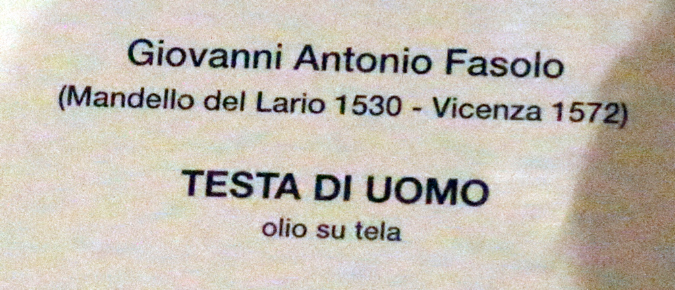 Giovanni Antonio Fasolo
(Mandello del Lario 1530 - Vicenza 1572)
TESTA DI UOMO
olio su tela